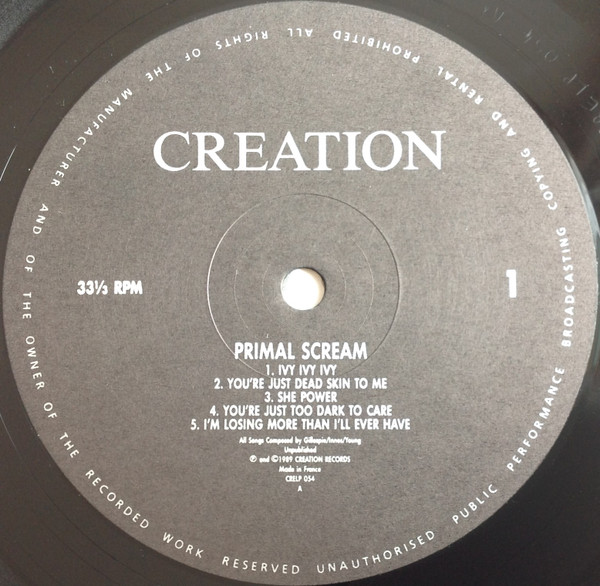 CREATION
33⅓ RPM
1
PRIMAL SCREAM
1. IVY IVY IVY
2. YOU'RE JUST DEAD SKIN TO ME
3. SHE POWER
4. YOU'RE JUST TOO DARK TO CARE
5. I'M LOSING MORE THAN I'LL EVER HAVE
All Songs Composed by Gillespie/Innes/Young
Unpublished
℗ and ©1989 CREATION RECORDS
Made in France
CRELP 054
A
ALL RIGHTS OF THE MANUFACTURER AND OF THE OWNER OF THE RECORDED WORK RESERVED UNAUTHORISED PUBLIC PERFORMANCE BROADCASTING COPYING AND RENTAL PROHIBITED